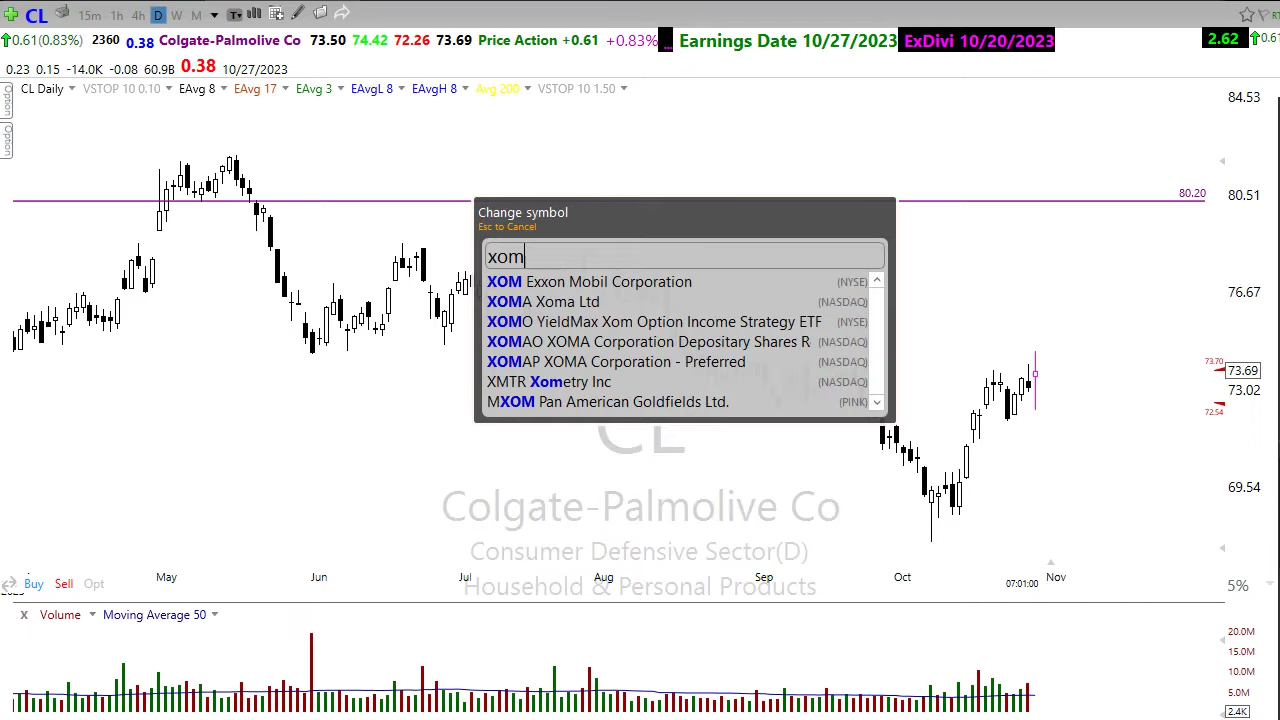 CL 15m 1h 4h D W M T
0.61(0.83%) 2360 0.38 Colgate-Palmolive Co 73.50 74.42 72.26 73.69 Price Action +0.61 +0.83% ... Earnings Date 10/27/2023 ExDivi 10/20/2023 2.62 0.61
0.23 0.15 -14.0K -0.08 60.9B 0.38 10/27/2023
CL Daily VSTOP 10 0.10 EAvg 8 EAvg 17 EAvg 3 EAvgL 8 EAvgH 8 Avg 200 VSTOP 10 1.50
Option
Option
84.53
80.20
80.51
76.67
73.70
73.69
73.02
72.54
69.54
Change symbol
Esc to Cancel
xom
XOM Exxon Mobil Corporation (NYSE)
XOMA Xoma Ltd (NASDAQ)
XOMO YieldMax Xom Option Income Strategy ETF (NYSE)
XOMAO XOMA Corporation Depositary Shares R (NASDAQ)
XOMAP XOMA Corporation - Preferred (NASDAQ)
XMTR Xometry Inc (NASDAQ)
MXOM Pan American Goldfields Ltd. (PINK)
CL
Colgate-Palmolive Co
Consumer Defensive Sector(D)
Household & Personal Products
May Jun Jul Aug Sep Oct 07:01:00 Nov
Buy Sell Opt 5%
X Volume Moving Average 50
20.0M
15.0M
10.0M
5.0M
2.4K